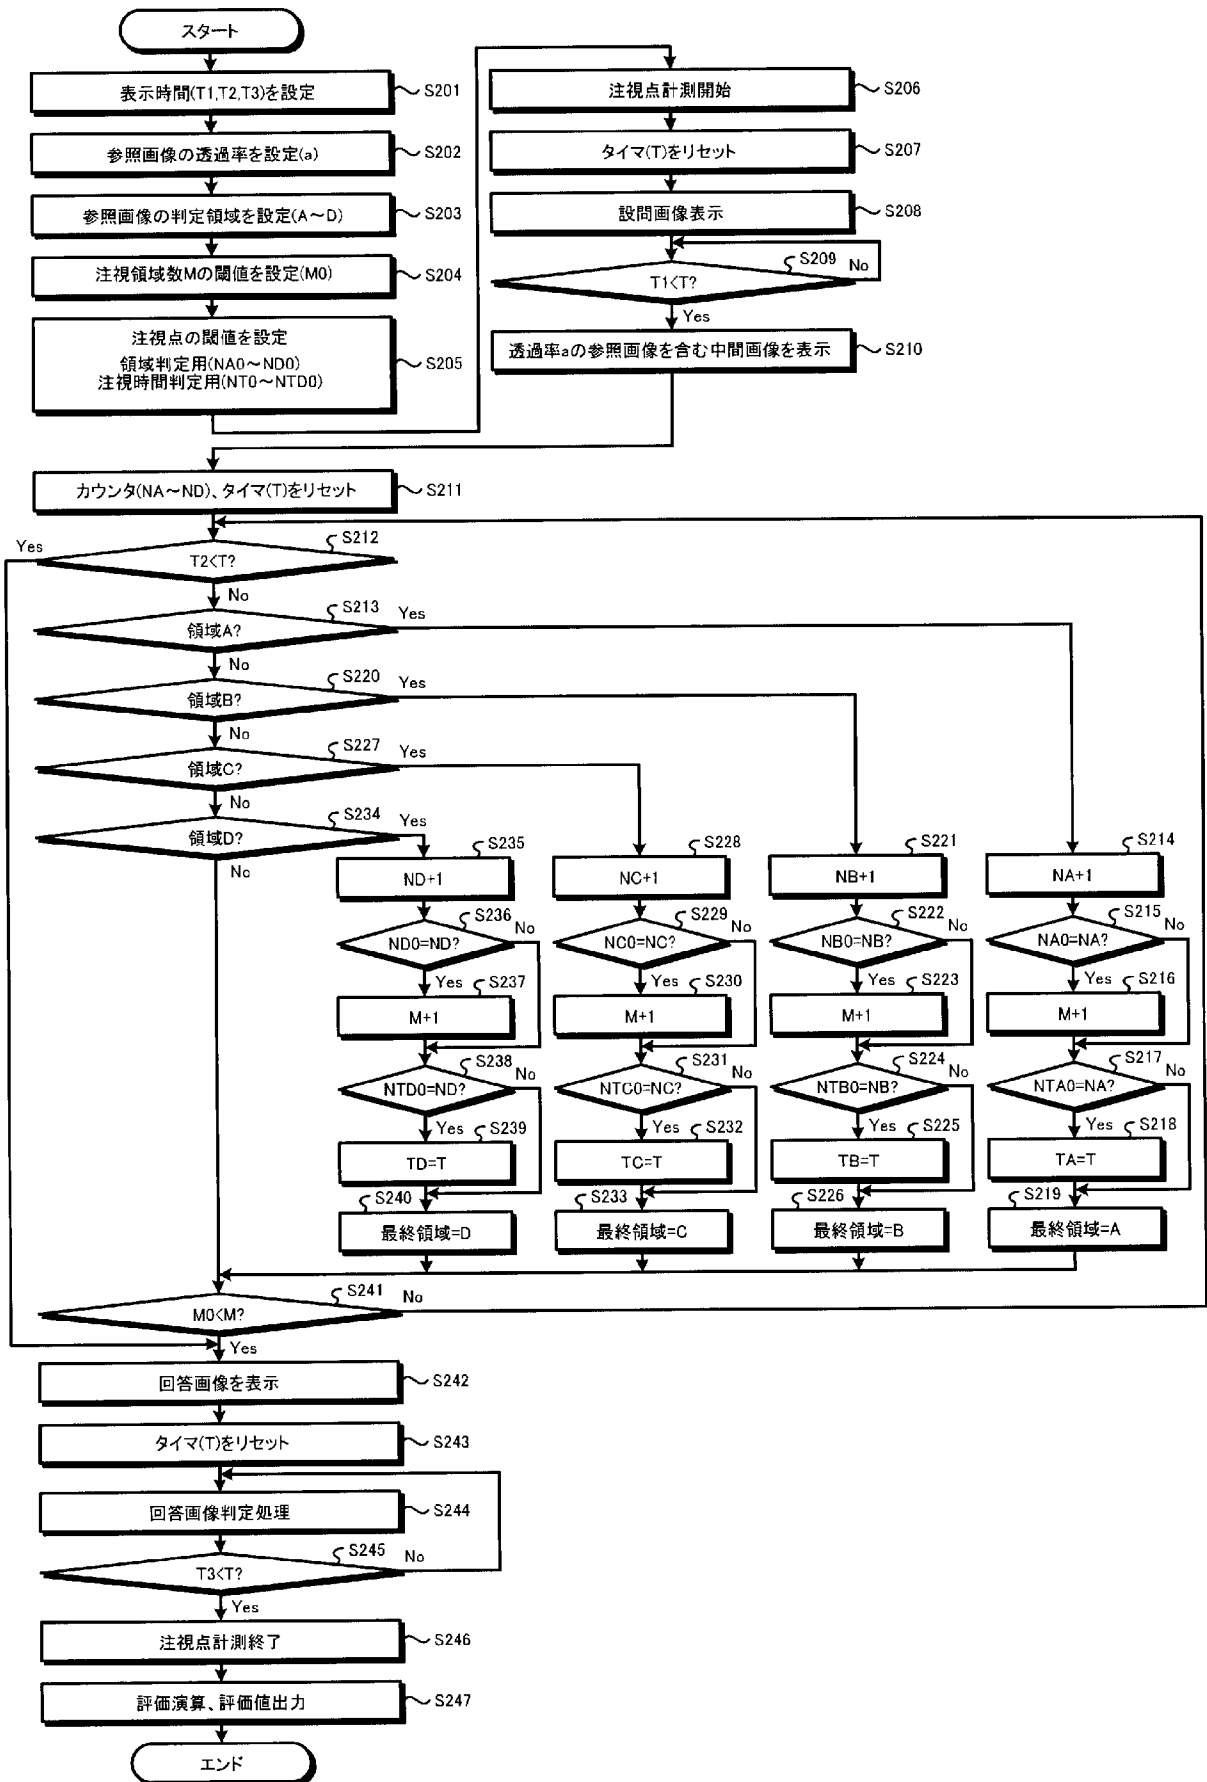 スタート
表示時間(T1,T2,T3)を設定
S201
参照画像の透過率を設定(a)
S202
参照画像の判定領域を設定(A～D)
S203
注視領域数Mの閾値を設定(M0)
S204
注視点の閾値を設定
領域判定用(NA0～ND0)
注視時間判定用(NT0～NTD0)
S205
注視点計測開始
S206
タイマ(T)をリセット
S207
設問画像表示
S208
T1<T?
S209
No
Yes
透過率aの参照画像を含む中間画像を表示
S210
カウンタ(NA～ND)、タイマ(T)をリセット
S211
Yes
T2<T?
S212
No
領域A?
S213
Yes
No
領域B?
S220
Yes
No
領域C?
S227
Yes
No
領域D?
S234
Yes
No
S235
ND+1
S236
ND0=ND?
No
Yes
S237
M+1
S238
NTD0=ND?
No
Yes
S239
TD=T
S240
最終領域=D
S228
NC+1
S229
NC0=NC?
No
Yes
S230
M+1
S231
NTC0=NC?
No
Yes
S232
TC=T
S233
最終領域=C
S221
NB+1
S222
NB0=NB?
No
Yes
S223
M+1
S224
NTB0=NB?
No
Yes
S225
TB=T
S226
最終領域=B
S214
NA+1
S215
NA0=NA?
No
Yes
S216
M+1
S217
NTA0=NA?
No
Yes
S218
TA=T
S219
最終領域=A
M0<M?
S241
No
Yes
回答画像を表示
S242
タイマ(T)をリセット
S243
回答画像判定処理
S244
T3<T?
S245
No
Yes
注視点計測終了
S246
評価演算、評価値出力
S247
エンド